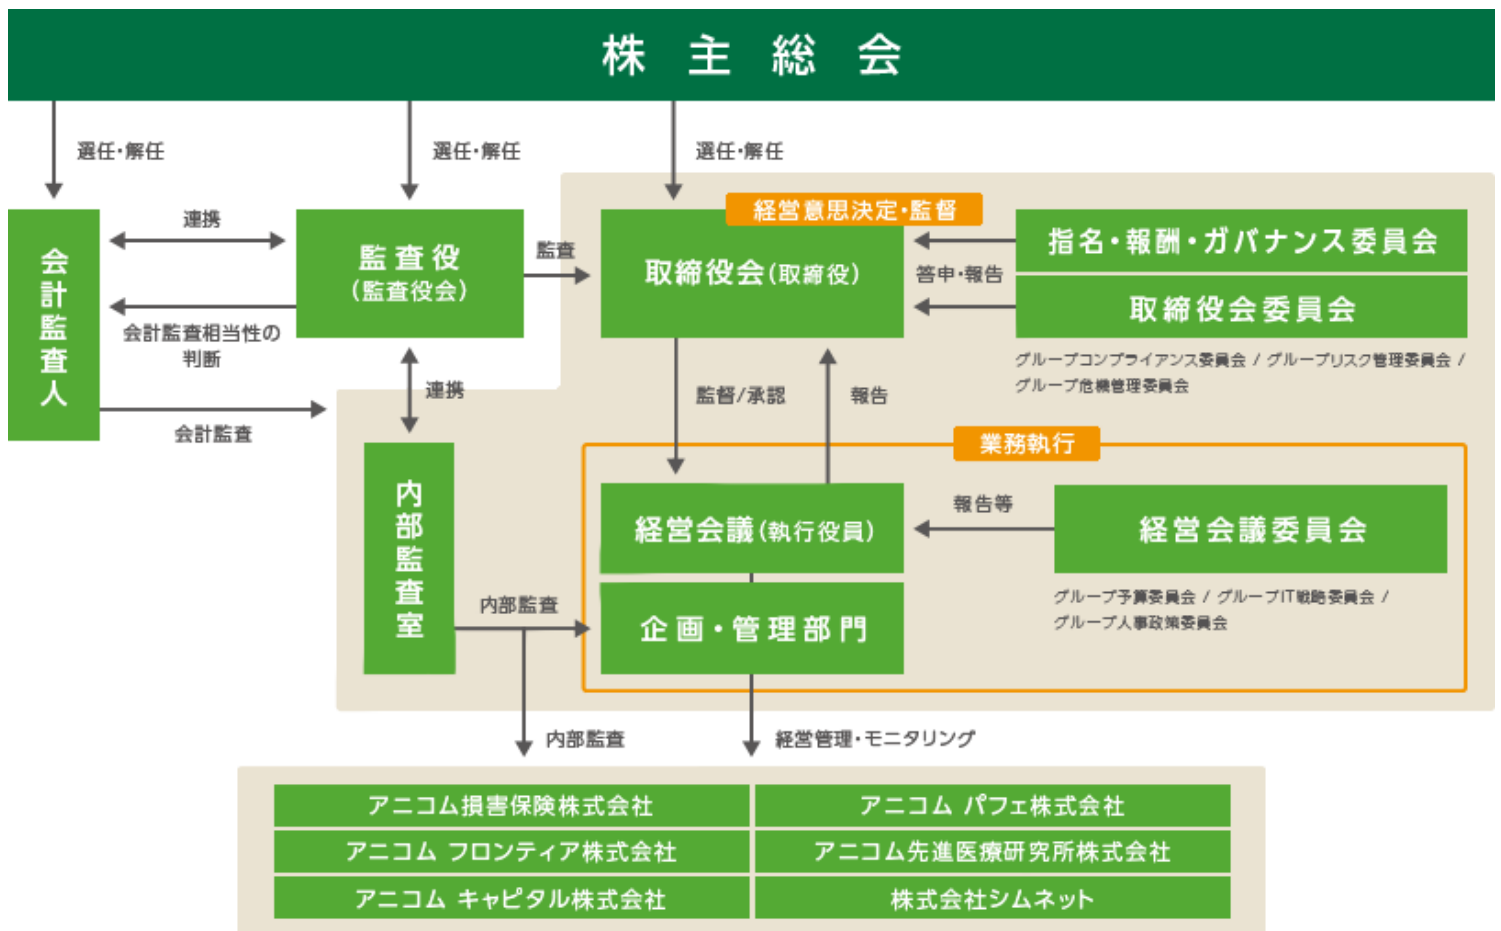 株主総会
選任・解任
選任・解任
選任・解任
経営意思決定・監督
会計監査人
連携
会計監査相当性の
判断
会計監査
監査役
(監査役会)
監査
取締役会(取締役)
答申・報告
指名・報酬・ガバナンス委員会
取締役会委員会
グループコンプライアンス委員会 / グループリスク管理委員会 /
グループ危機管理委員会
連携
監督/承認
報告
業務執行
内部監査室
内部監査
経営会議(執行役員)
企画・管理部門
報告等
経営会議委員会
グループ予算委員会 / グループIT戦略委員会 /
グループ人事政策委員会
内部監査
経営管理・モニタリング
アニコム損害保険株式会社
アニコム パフェ株式会社
アニコム フロンティア株式会社
アニコム先進医療研究所株式会社
アニコム キャピタル株式会社
株式会社シムネット